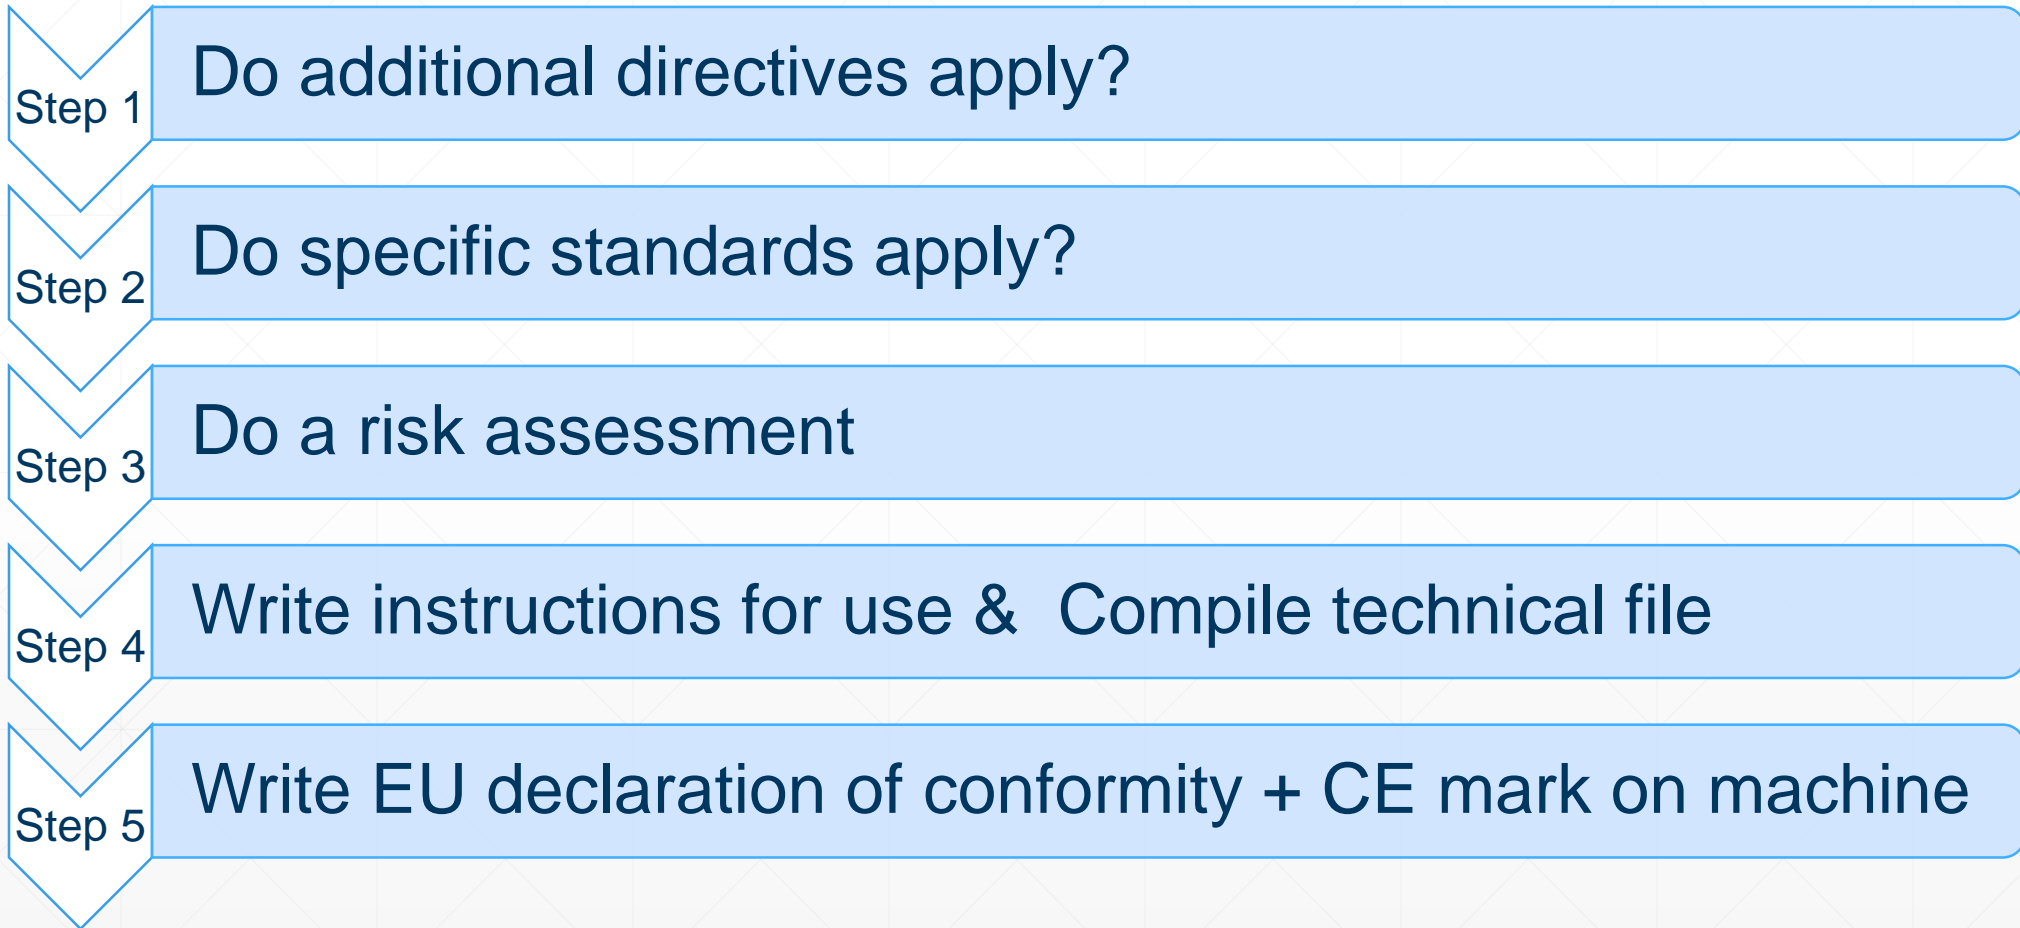 Step 1
Do additional directives apply?
Step 2
Do specific standards apply?
Step 3
Do a risk assessment
Step 4
Write instructions for use &  Compile technical file
Step 5
Write EU declaration of conformity + CE mark on machine